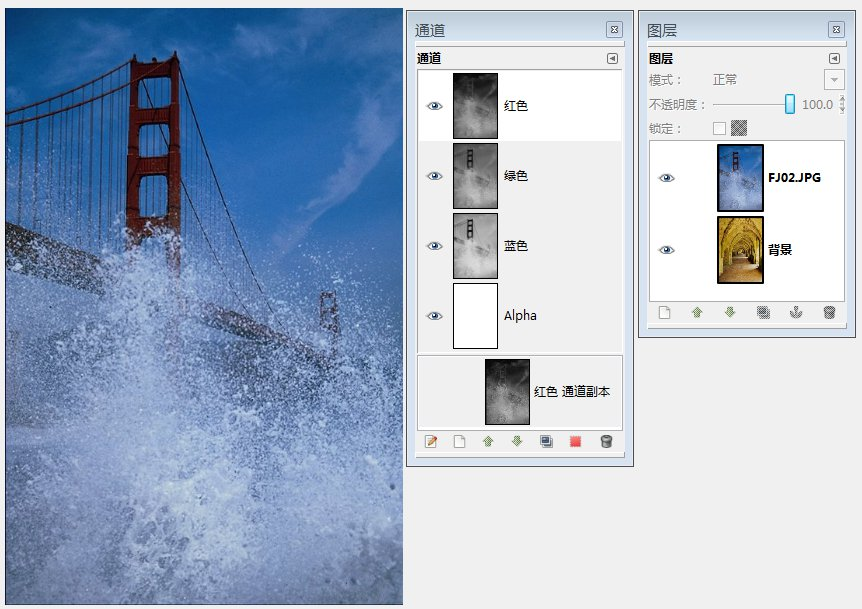 通道
通道
红色
绿色
蓝色
Alpha
红色 通道副本
图层
图层
模式： 正常
不透明度： 100.0
锁定：
FJ02.JPG
背景